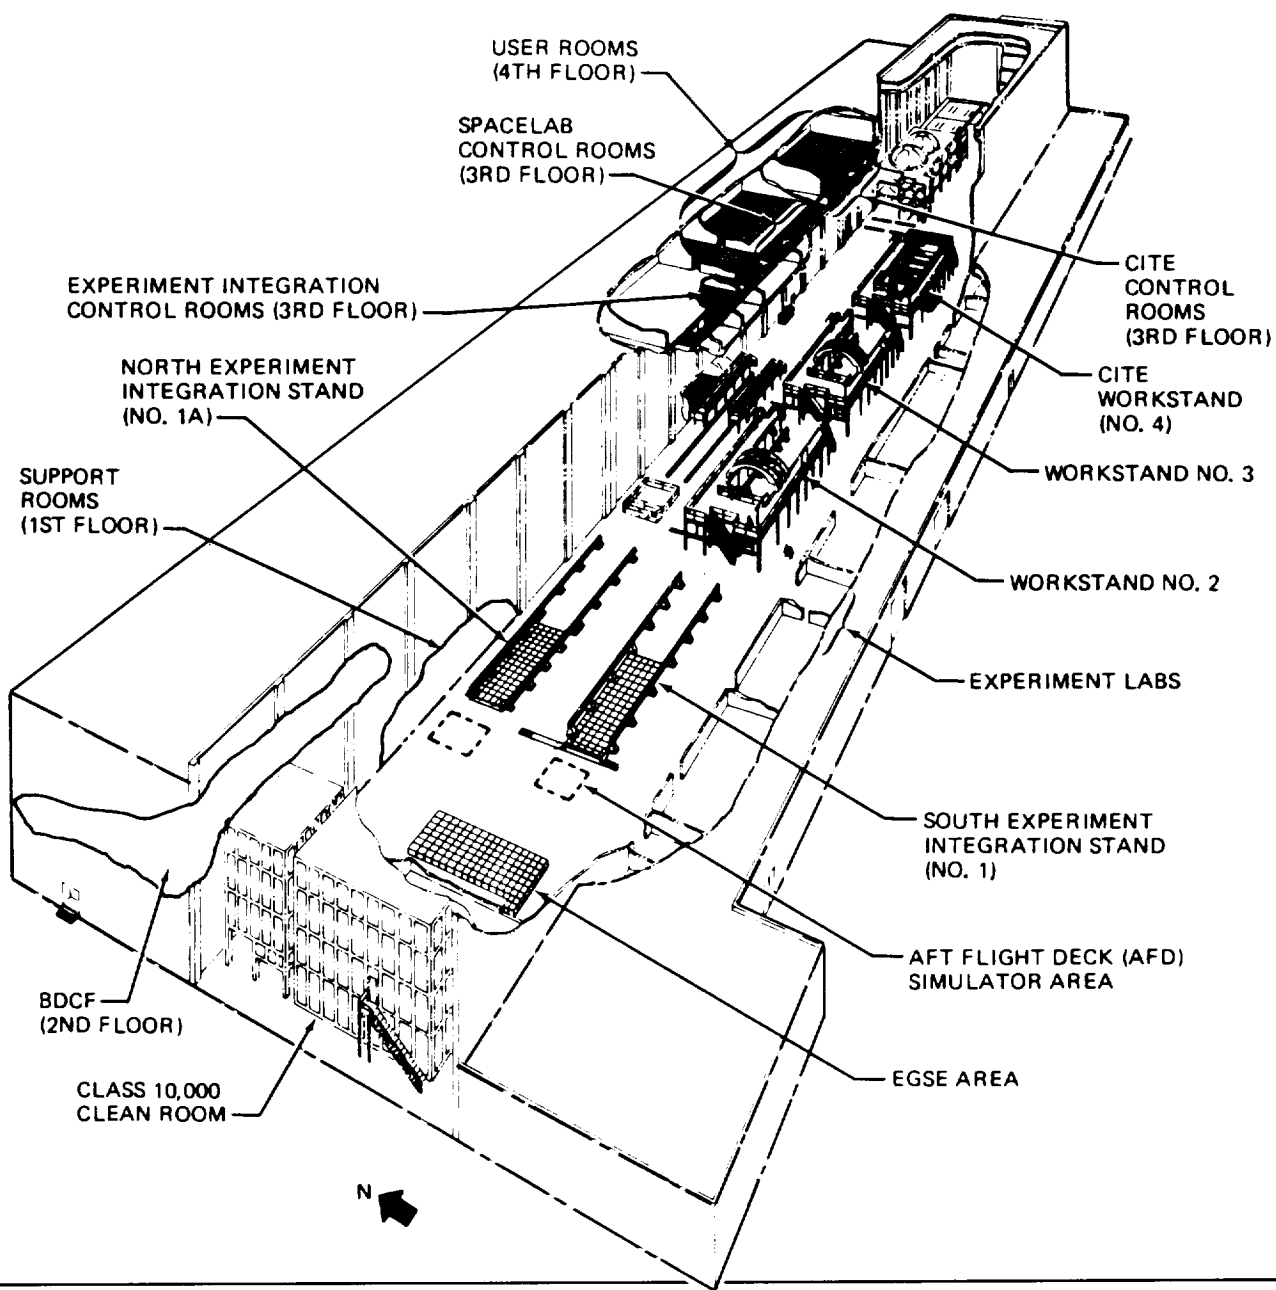 USER ROOMS
(4TH FLOOR)
SPACELAB
CONTROL ROOMS
(3RD FLOOR)
EXPERIMENT INTEGRATION
CONTROL ROOMS (3RD FLOOR)
NORTH EXPERIMENT
INTEGRATION STAND
(NO. 1A)
SUPPORT
ROOMS
(1ST FLOOR)
CITE
CONTROL
ROOMS
(3RD FLOOR)
CITE
WORKSTAND
(NO. 4)
WORKSTAND NO. 3
WORKSTAND NO. 2
EXPERIMENT LABS
SOUTH EXPERIMENT
INTEGRATION STAND
(NO. 1)
AFT FLIGHT DECK (AFD)
SIMULATOR AREA
EGSE AREA
BDCF
(2ND FLOOR)
CLASS 10,000
CLEAN ROOM
N